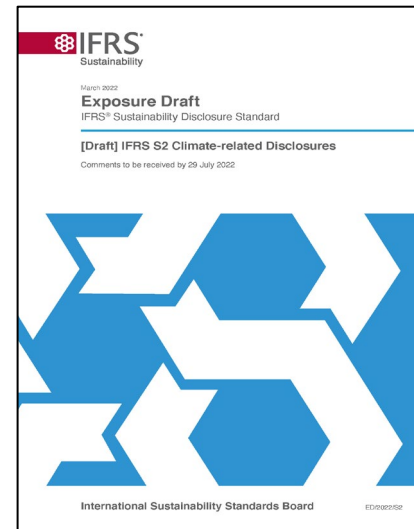 IFRS®
Sustainability
March 2022
Exposure Draft
IFRS® Sustainability Disclosure Standard
[Draft] IFRS S2 Climate-related Disclosures
Comments to be received by 29 July 2022
International Sustainability Standards Board
ED/2022/S2